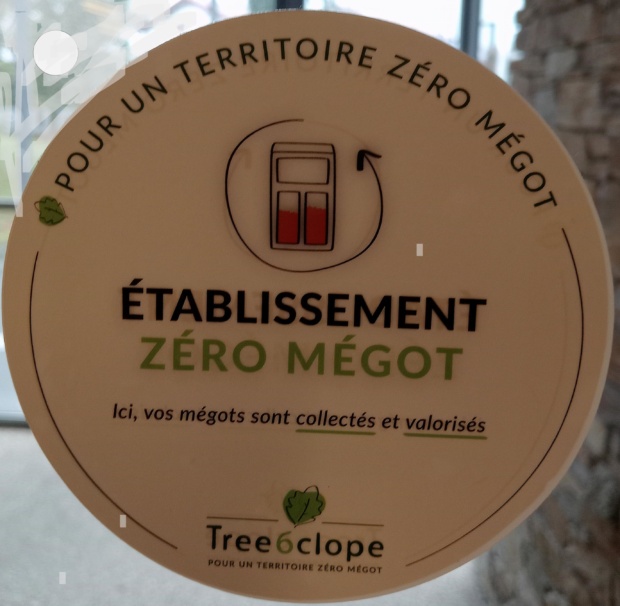 POUR UN TERRITOIRE ZÉRO MÉGOT
ÉTABLISSEMENT
ZÉRO MÉGOT
Ici, vos mégots sont collectés et valorisés
Tree6clope
POUR UN TERRITOIRE ZÉRO MÉGOT